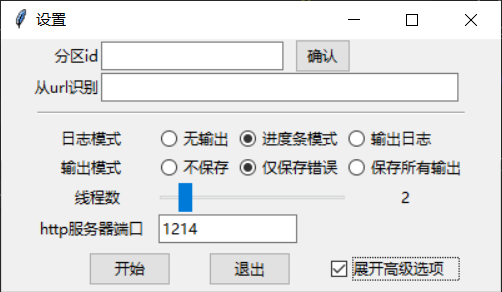 设置
分区id 确认
从url识别
日志模式 无输出 进度条模式 输出日志
输出模式 不保存 仅保存错误 保存所有输出
线程数 2
http服务器端口 1214
开始 退出 展开高级选项